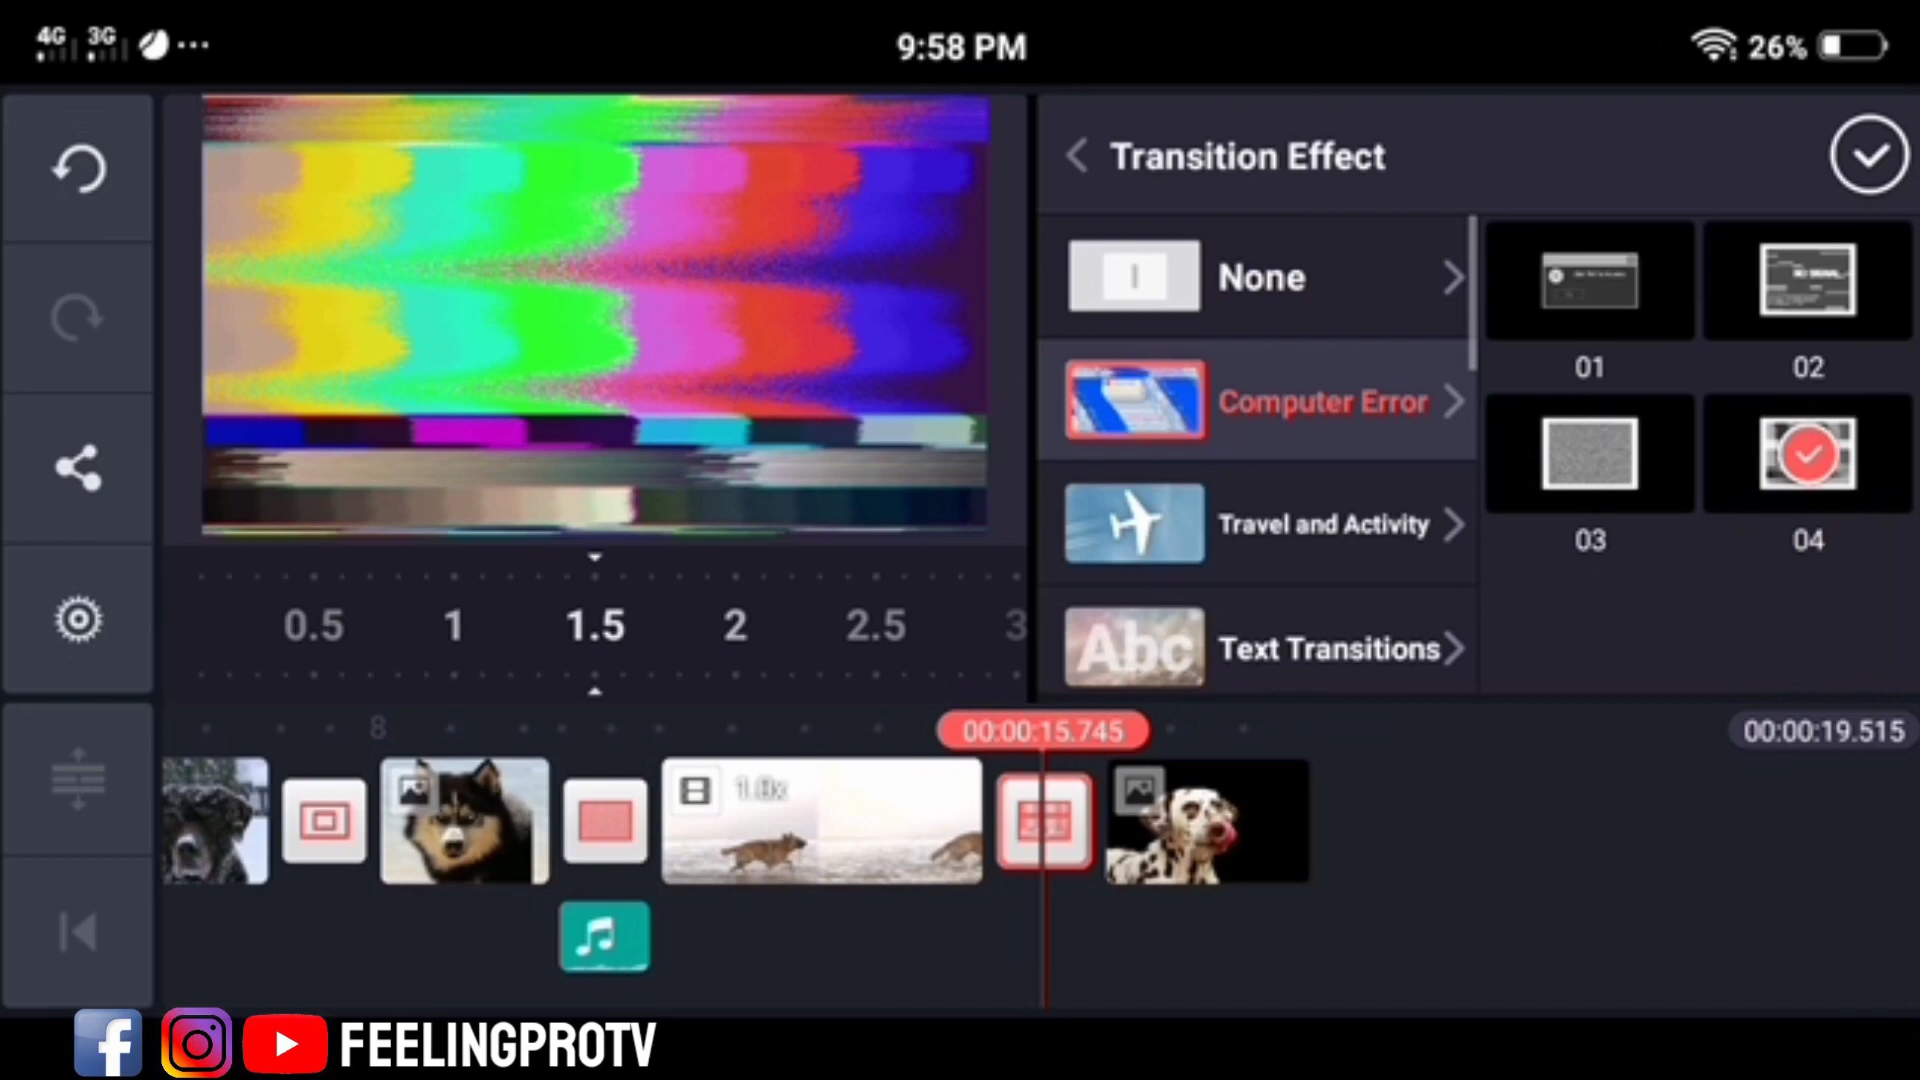 4G 3G
9:58 PM
26%
Transition Effect
None
Computer Error
Travel and Activity
Abc
Text Transitions
01
02
03
04
0.5 1 1.5 2 2.5 3
8
00:00:15.745
00:00:19.515
1.0x
FEELINGPROTV